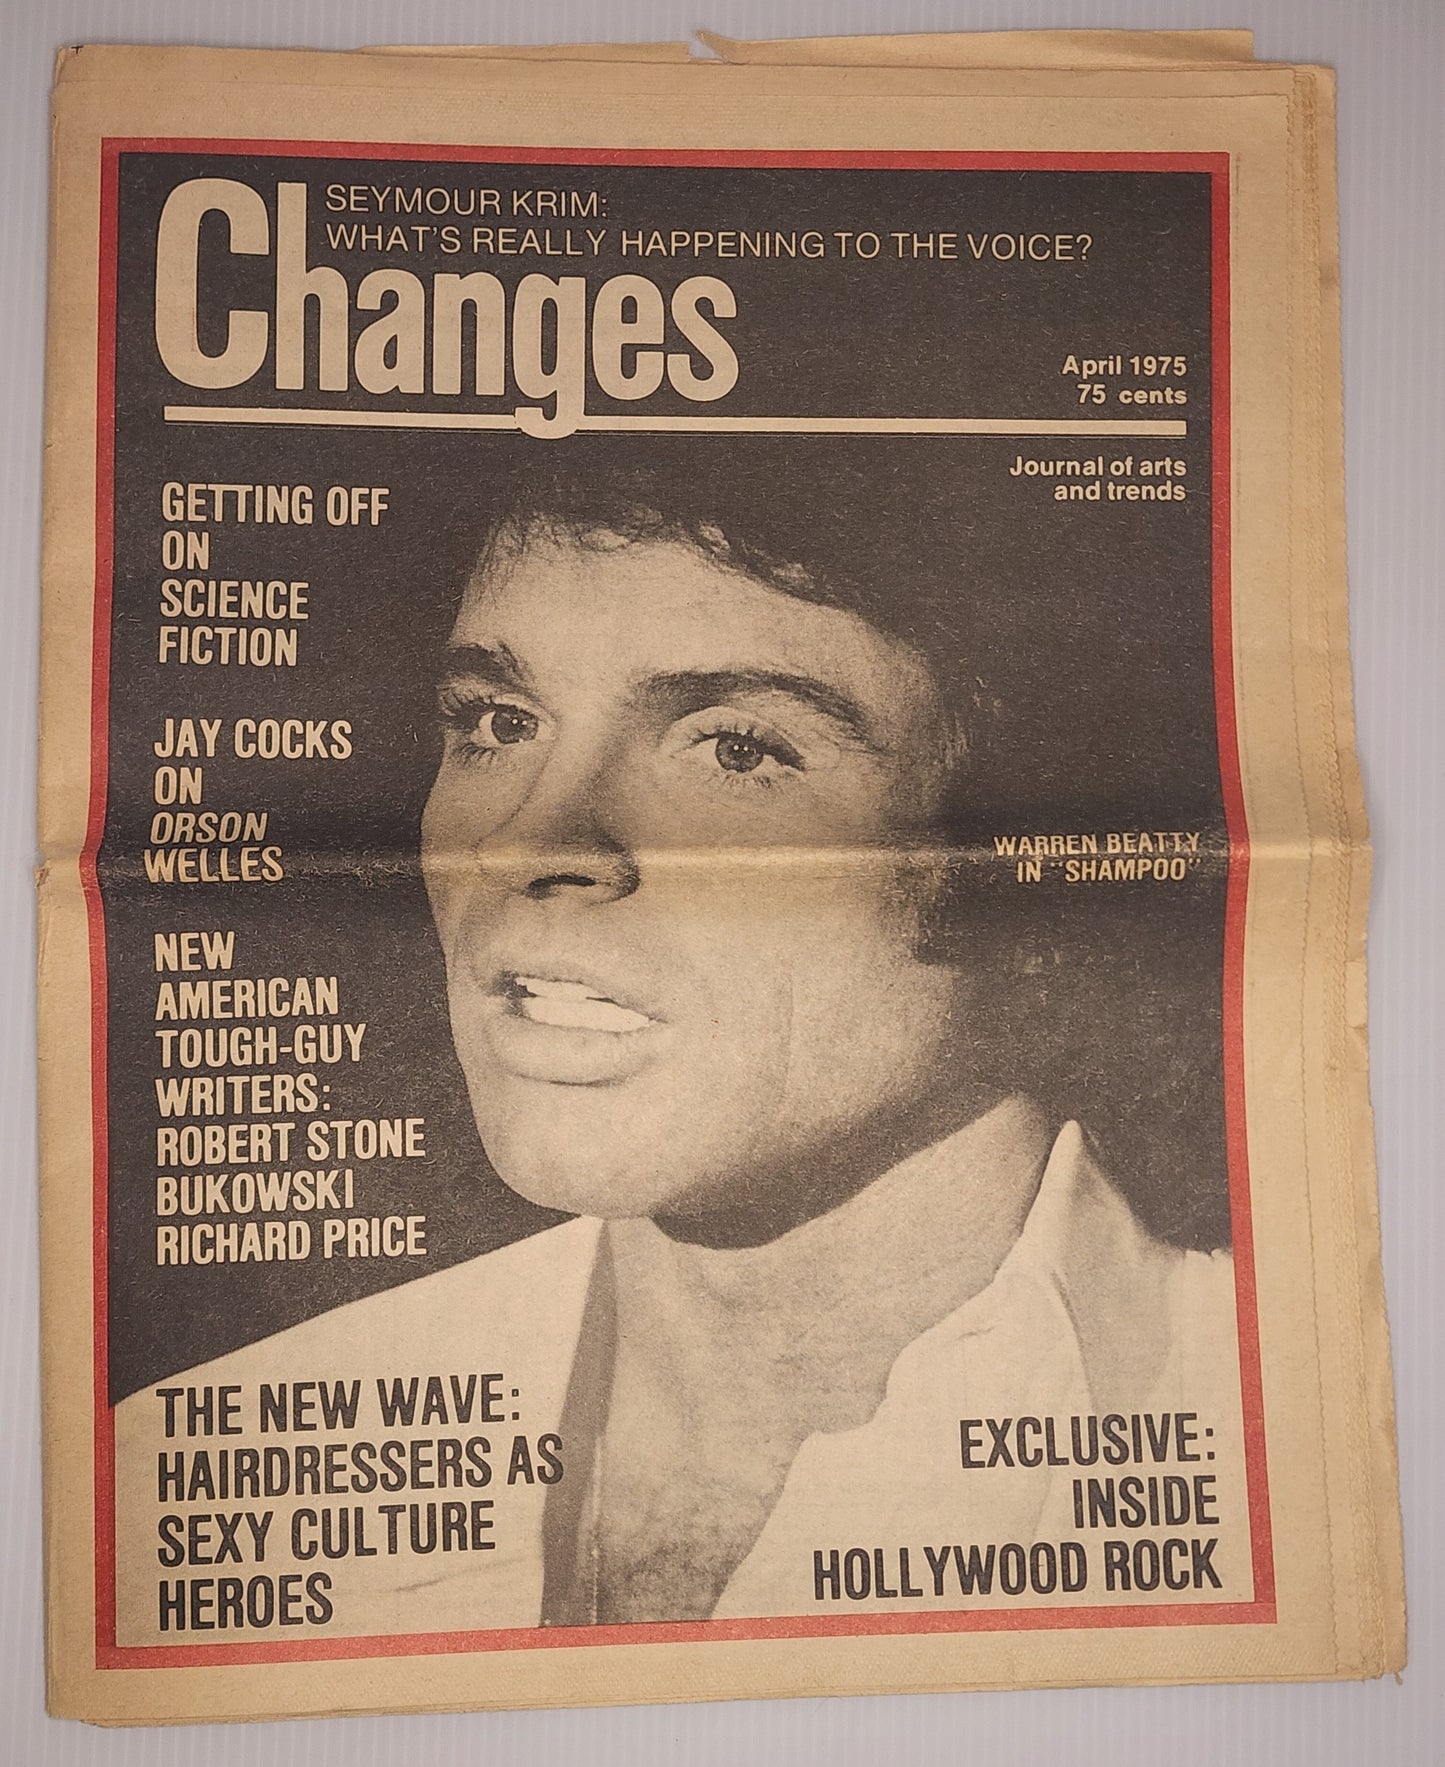 SEYMOUR KRIM:
WHAT'S REALLY HAPPENING TO THE VOICE?
Changes
April 1975
75 cents
Journal of arts
and trends
GETTING OFF
ON
SCIENCE
FICTION
JAY COCKS
ON
ORSON
WELLES
WARREN BEATTY
IN "SHAMPOO"
NEW
AMERICAN
TOUGH-GUY
WRITERS:
ROBERT STONE
BUKOWSKI
RICHARD PRICE
THE NEW WAVE:
HAIRDRESSERS AS
SEXY CULTURE
HEROES
EXCLUSIVE:
INSIDE
HOLLYWOOD ROCK